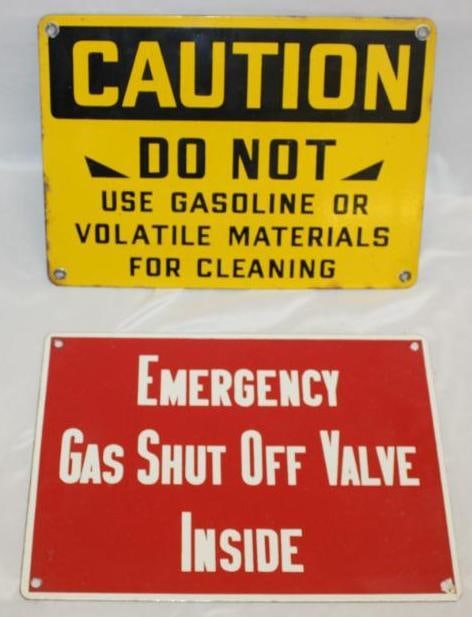 CAUTION
DO NOT
USE GASOLINE OR
VOLATILE MATERIALS
FOR CLEANING
EMERGENCY
GAS SHUT OFF VALVE
INSIDE